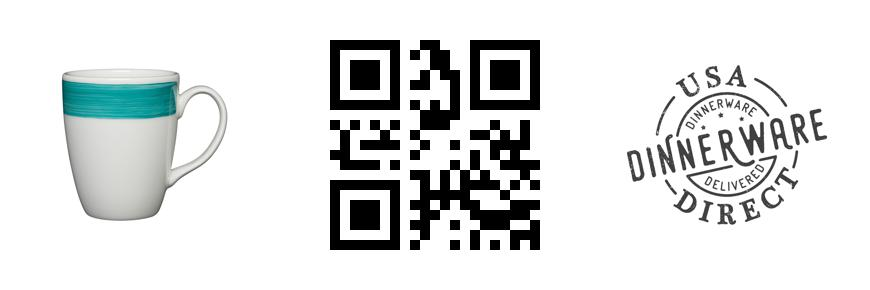 USA
DINNERWARE
DINNERWARE
DELIVERED
DIRECT